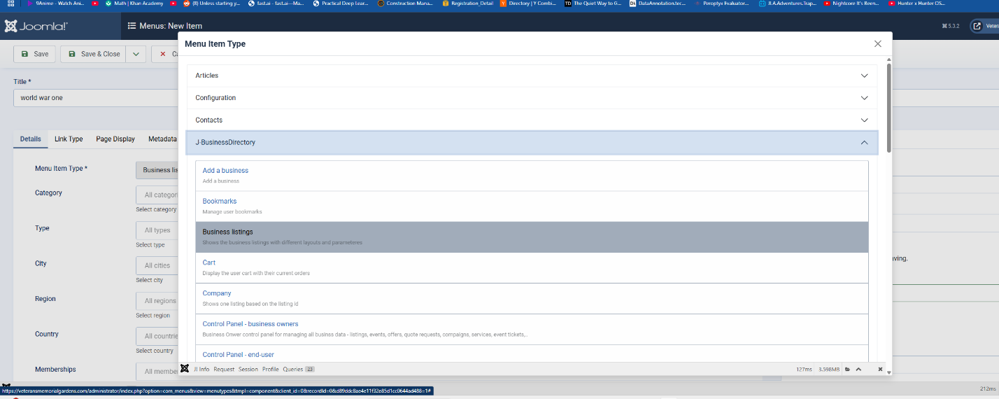 9Anime - Watch Ani...
Math | Khan Academy
(8) Unless starting y...
fast.ai - fast.ai—Ma...
Practical Deep Lear...
Construction Mana...
Registration_Detail
Directory | Y Combi...
The Quiet Way to G...
DataAnnotation.tec...
Peroptyx Evaluator...
JI.A.Adventures.Trap...
Nightcore It's Been...
Hunter x Hunter OS...
Joomla!
Menus: New Item
5.3.2
Veter
Save
Save & Close
Ca
Menu Item Type
Title *
world war one
Details
Link Type
Page Display
Metadata
Menu Item Type *
Business lis
Category
All categor
Select category
Type
All types
Select type
City
All cities
Select city
Region
All regions
Select region
Country
All countrie
Select country
Memberships
All membe
Articles
Configuration
Contacts
J-BusinessDirectory
Add a business
Add a business
Bookmarks
Manage user bookmarks
Business listings
Shows the business listings with different layouts and parameteres
Cart
Display the user cart with their current orders
Company
Shows one listing based on the listing id
Control Panel - business owners
Business Onwer control panel for managing all businss data - listings, events, offers, quote requests, compaigns, services, event tickets,..
Control Panel - end-user
J! Info Request Session Profile Queries 23
127ms 3.598MB
ving.
https://veteransmemorialgardens.com/administrator/index.php?option=com_menus&view=menutypes&tmpl=component&client_id=0&recordId=0&d89ddc8ae4e11f32e85d1cc0644ad488=1#
212ms